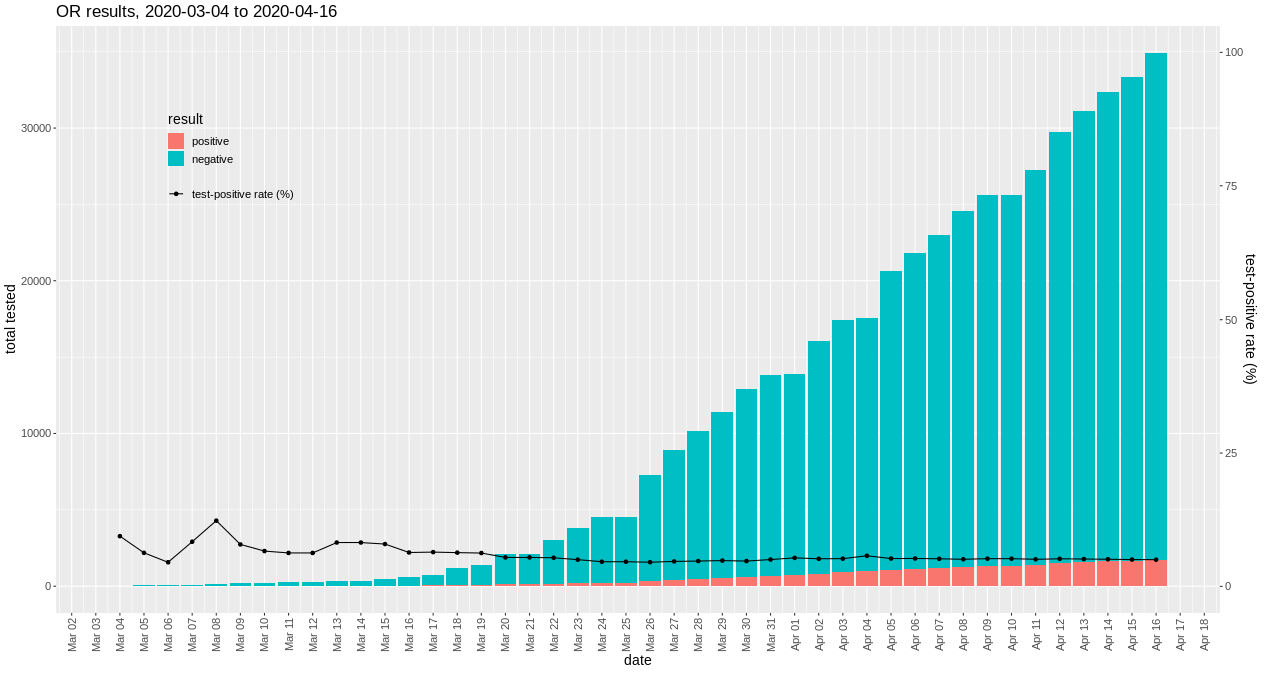 OR results, 2020-03-04 to 2020-04-16
result
positive
negative
test-positive rate (%)
total tested
30000
20000
10000
0
100
75
50
25
0
test-positive rate (%)
Mar 02
Mar 03
Mar 04
Mar 05
Mar 06
Mar 07
Mar 08
Mar 09
Mar 10
Mar 11
Mar 12
Mar 13
Mar 14
Mar 15
Mar 16
Mar 17
Mar 18
Mar 19
Mar 20
Mar 21
Mar 22
Mar 23
Mar 24
Mar 25
Mar 26
Mar 27
Mar 28
Mar 29
Mar 30
Mar 31
Apr 01
Apr 02
Apr 03
Apr 04
Apr 05
Apr 06
Apr 07
Apr 08
Apr 09
Apr 10
Apr 11
Apr 12
Apr 13
Apr 14
Apr 15
Apr 16
Apr 17
Apr 18
date